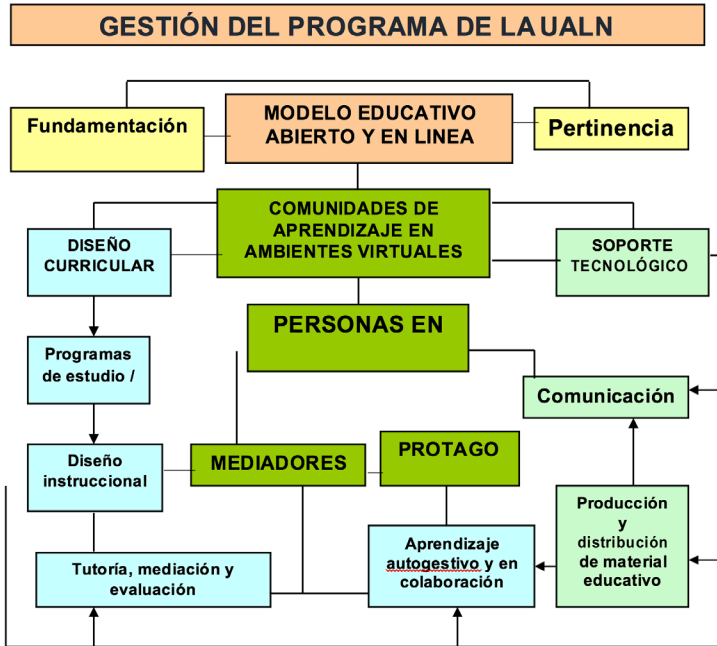 GESTIÓN DEL PROGRAMA DE LA UALN
Fundamentación
MODELO EDUCATIVO
ABIERTO Y EN LINEA
Pertinencia
COMUNIDADES DE
APRENDIZAJE EN
AMBIENTES VIRTUALES
DISEÑO
CURRICULAR
SOPORTE
TECNOLÓGICO
PERSONAS EN
Programas
de estudio /
Comunicación
Diseño
instruccional
MEDIADORES
PROTAGO
Producción
y
distribución
de material
educativo
Tutoría, mediación y
evaluación
Aprendizaje
autogestivo y en
colaboración